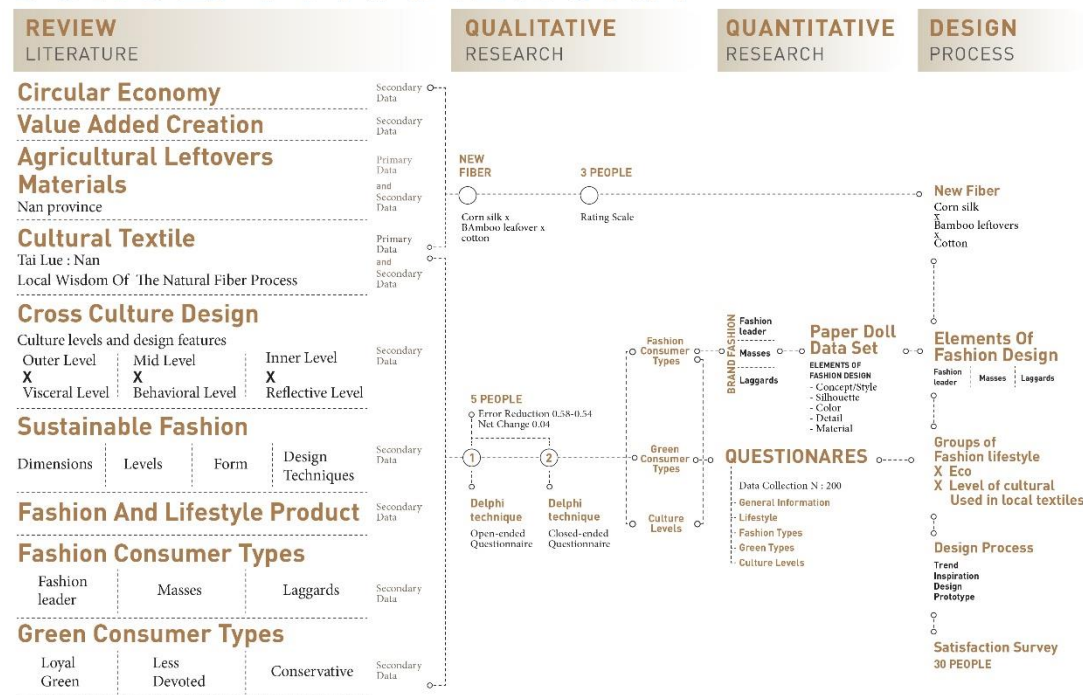 REVIEW
LITERATURE
QUALITATIVE
RESEARCH
QUANTITATIVE
RESEARCH
DESIGN
PROCESS
Circular Economy
Secondary
Data
Value Added Creation
Secondary
Data
Agricultural Leftovers
Materials
Nan province
Primary
Data
and
Secondary
Data
Cultural Textile
Tai Lue : Nan
Local Wisdom Of The Natural Fiber Process
Primary
Data
and
Secondary
Data
Cross Culture Design
Culture levels and design features
Outer Level
X
Visceral Level
Mid Level
X
Behavioral Level
Inner Level
X
Reflective Level
Secondary
Data
Sustainable Fashion
Dimensions
Levels
Form
Design
Techniques
Secondary
Data
Fashion And Lifestyle Product
Secondary
Data
Fashion Consumer Types
Fashion
leader
Masses
Laggards
Secondary
Data
Green Consumer Types
Loyal
Green
Less
Devoted
Conservative
Secondary
Data
NEW
FIBER
Corn silk x
BAmboo leafover x
cotton
3 PEOPLE
Rating Scale
5 PEOPLE
Error Reduction 0.58-0.54
Net Change 0.04
1
2
Delphi
technique
Open-ended
Questionnaire
Delphi
technique
Closed-ended
Questionnaire
Fashion
Consumer
Types
Green
Consumer
Types
Culture
Levels
BRAND FASHION
Fashion
leader
Masses
Laggards
Paper Doll
Data Set
ELEMENTS OF
FASHION DESIGN
- Concept/Style
- Silhouette
- Color
- Detail
- Material
QUESTIONARES
Data Collection N : 200
- General Information
- Lifestyle
- Fashion Types
- Green Types
- Culture Levels
New Fiber
Corn silk
x
Bamboo leftovers
x
Cotton
Elements Of
Fashion Design
Fashion
leader
Masses
Laggards
Groups of
Fashion lifestyle
X Eco
X Level of cultural
Used in local textiles
Design Process
Trend
Inspiration
Design
Prototype
Satisfaction Survey
30 PEOPLE